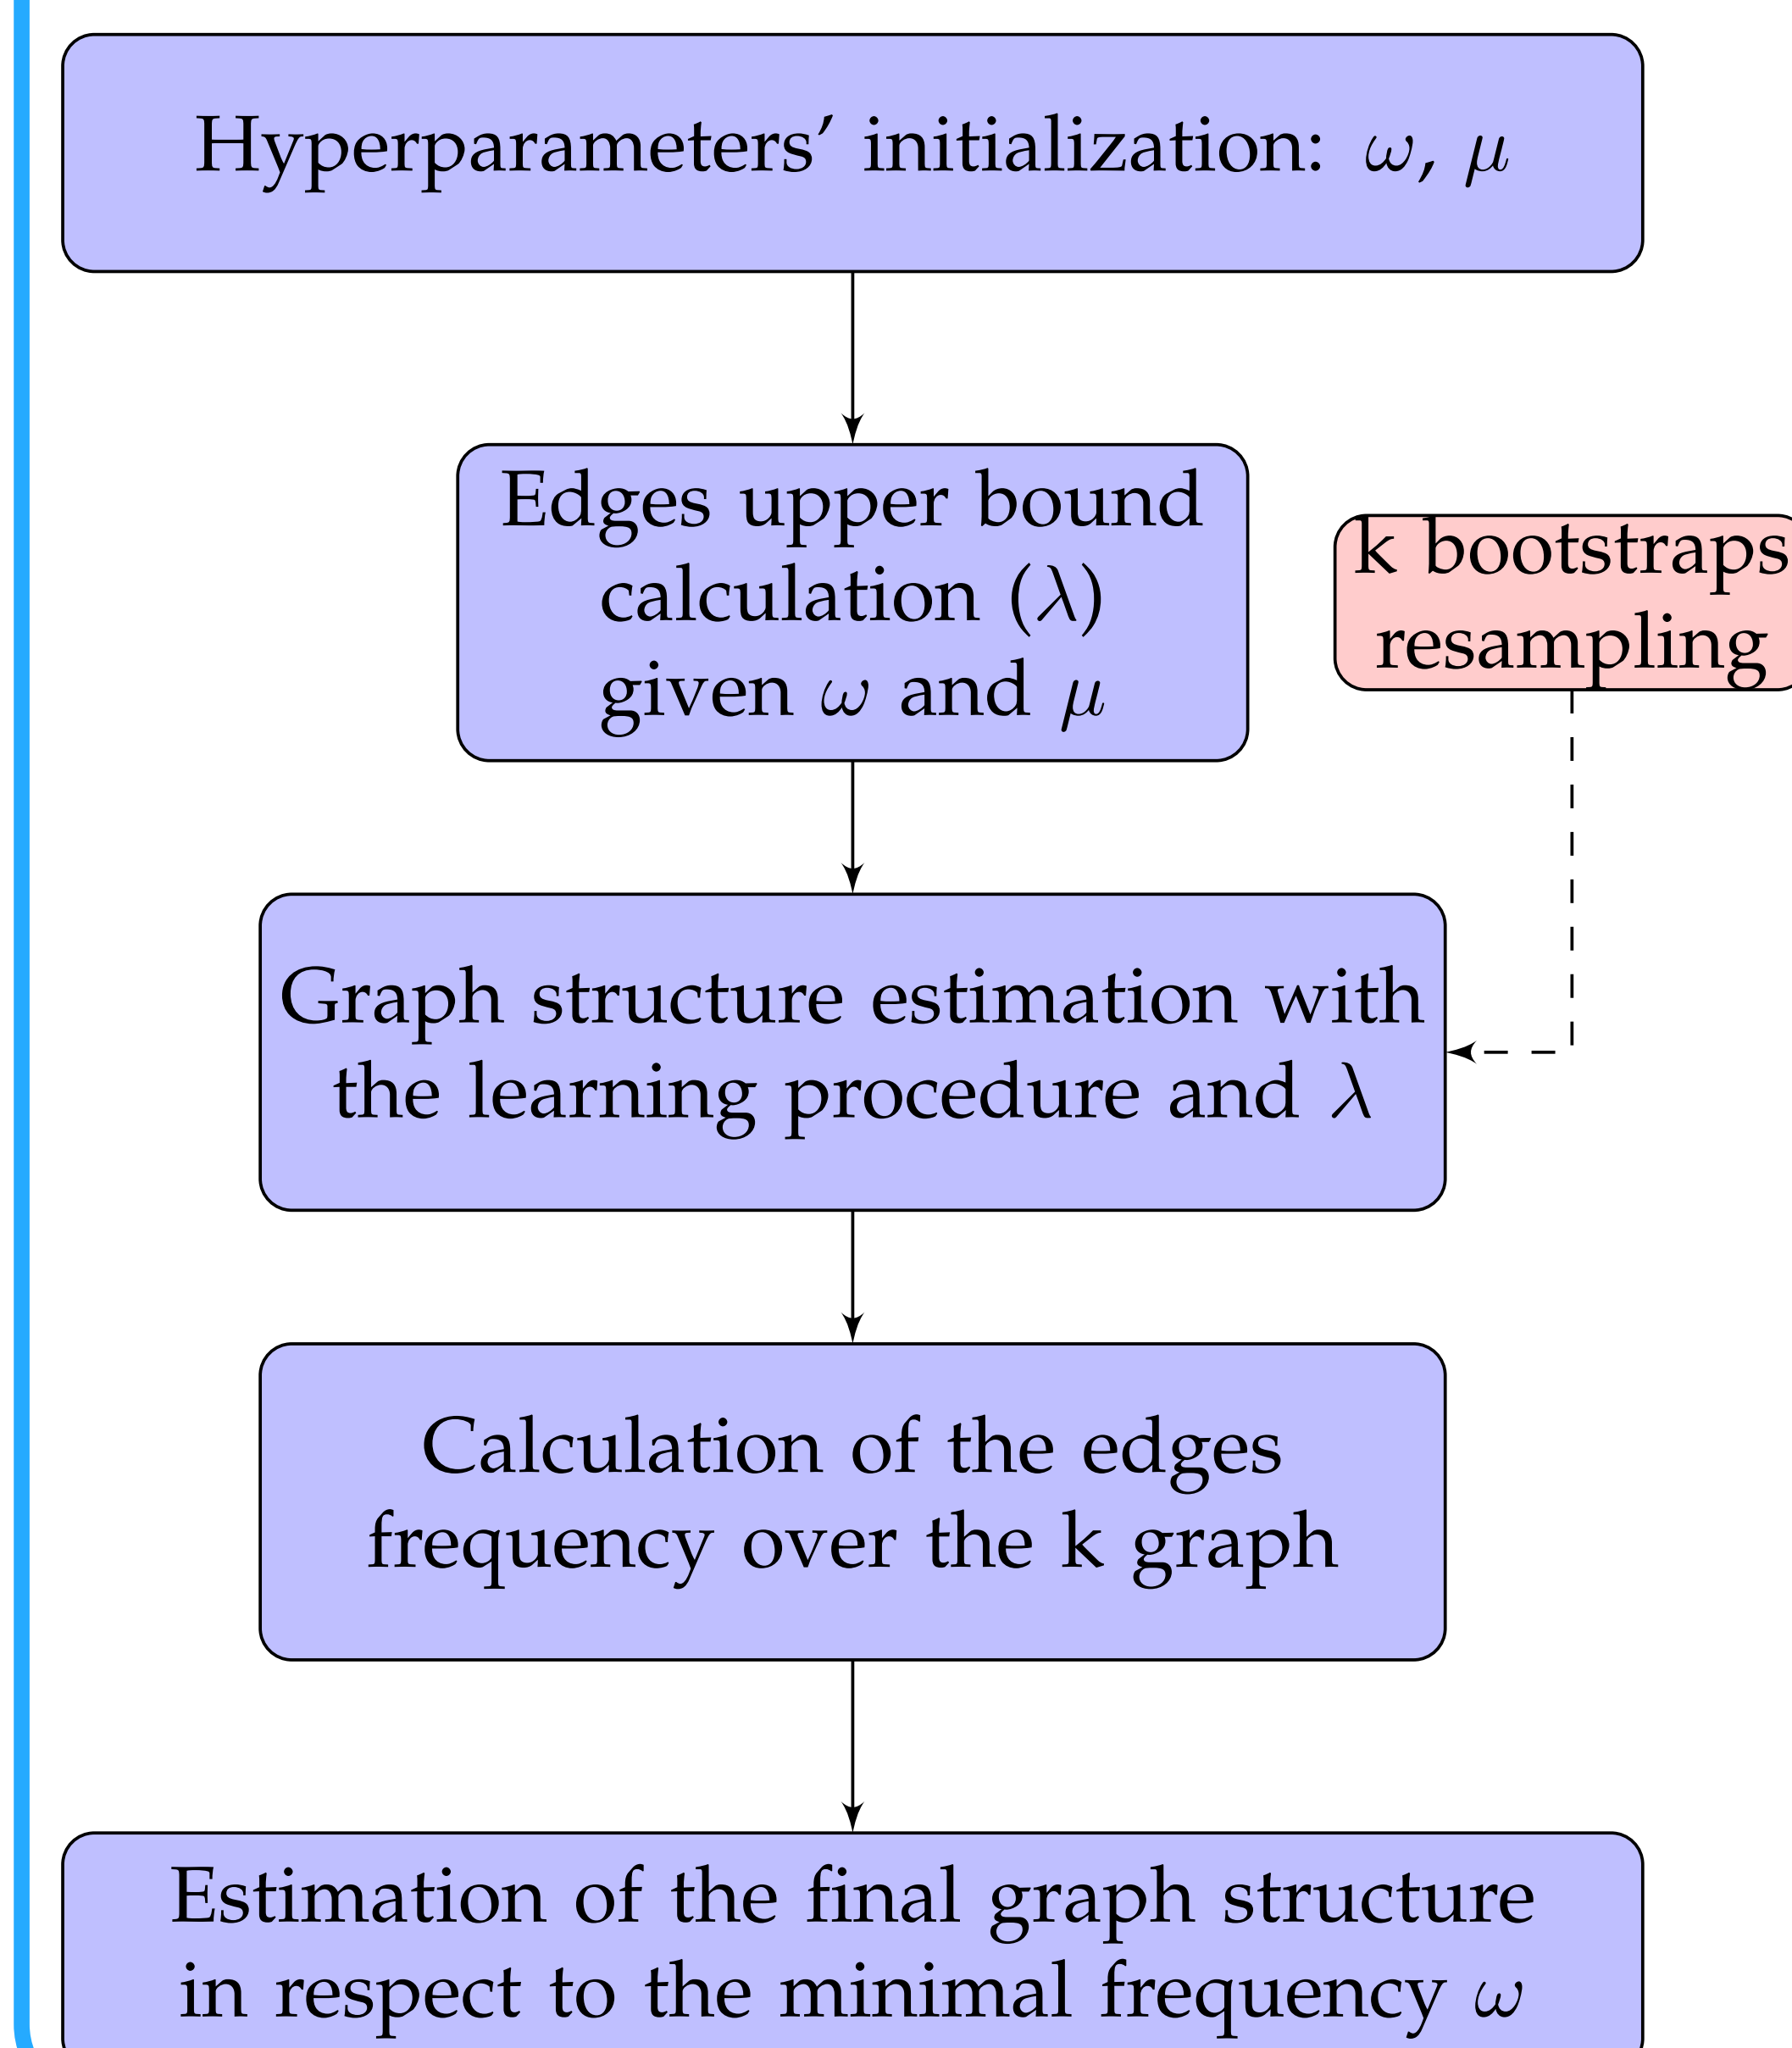 Hyperparameters’ initialization: ω, μ
Edges upper bound
calculation (λ)
given ω and μ
k bootstraps
resampling
Graph structure estimation with
the learning procedure and λ
Calculation of the edges
frequency over the k graph
Estimation of the final graph structure
in respect to the minimal frequency ω